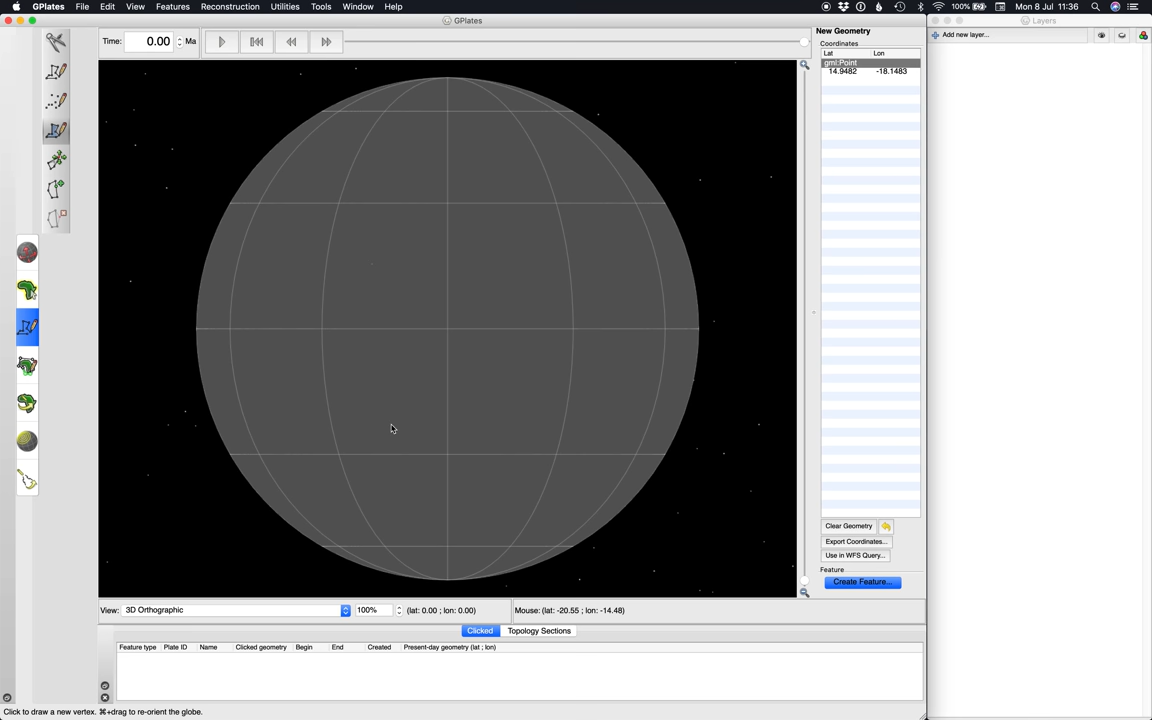 GPlates File Edit View Features Reconstruction Utilities Tools Window Help
100% Mon 8 Jul 11:36
GPlates
Layers
Time: 0.00 Ma
New Geometry
Coordinates
Lat Lon
gml:Point
14.9482 -18.1483
Add new layer...
Clear Geometry
Export Coordinates...
Use in WFS Query...
Feature
Create Feature...
View: 3D Orthographic 100% (lat: 0.00 ; lon: 0.00) Mouse: (lat: -20.55 ; lon: -14.48)
Clicked Topology Sections
Feature type Plate ID Name Clicked geometry Begin End Created Present-day geometry (lat ; lon)
Click to draw a new vertex. ⌘+drag to re-orient the globe.